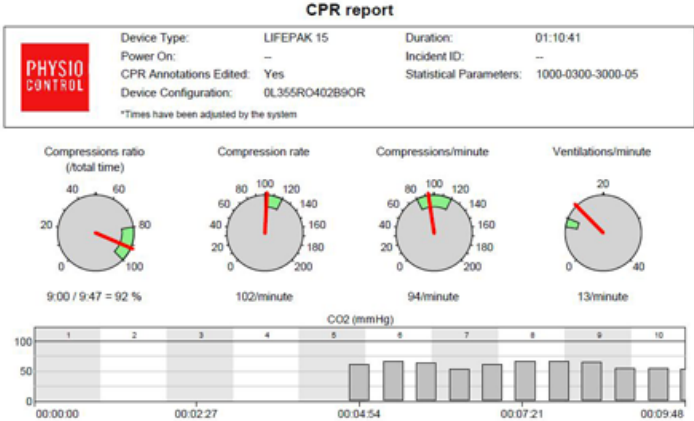 CPR report
PHYSIO
CONTROL
Device Type: LIFEPAK 15 Duration: 01:10:41
Power On: -- Incident ID: --
CPR Annotations Edited: Yes Statistical Parameters: 1000-0300-3000-05
Device Configuration: 0L355RO402B9OR
*Times have been adjusted by the system
Compressions ratio
(/total time)
Compression rate
Compressions/minute
Ventilations/minute
0 20 40 60 80 100
0 20 40 60 80 100 120 140 160 180 200
0 20 40 60 80 100 120 140 160 180 200
0 20 40
9:00 / 9:47 = 92 %
102/minute
94/minute
13/minute
CO2 (mmHg)
1 2 3 4 5 6 7 8 9 10
100
50
0
00:00:00 00:02:27 00:04:54 00:07:21 00:09:48